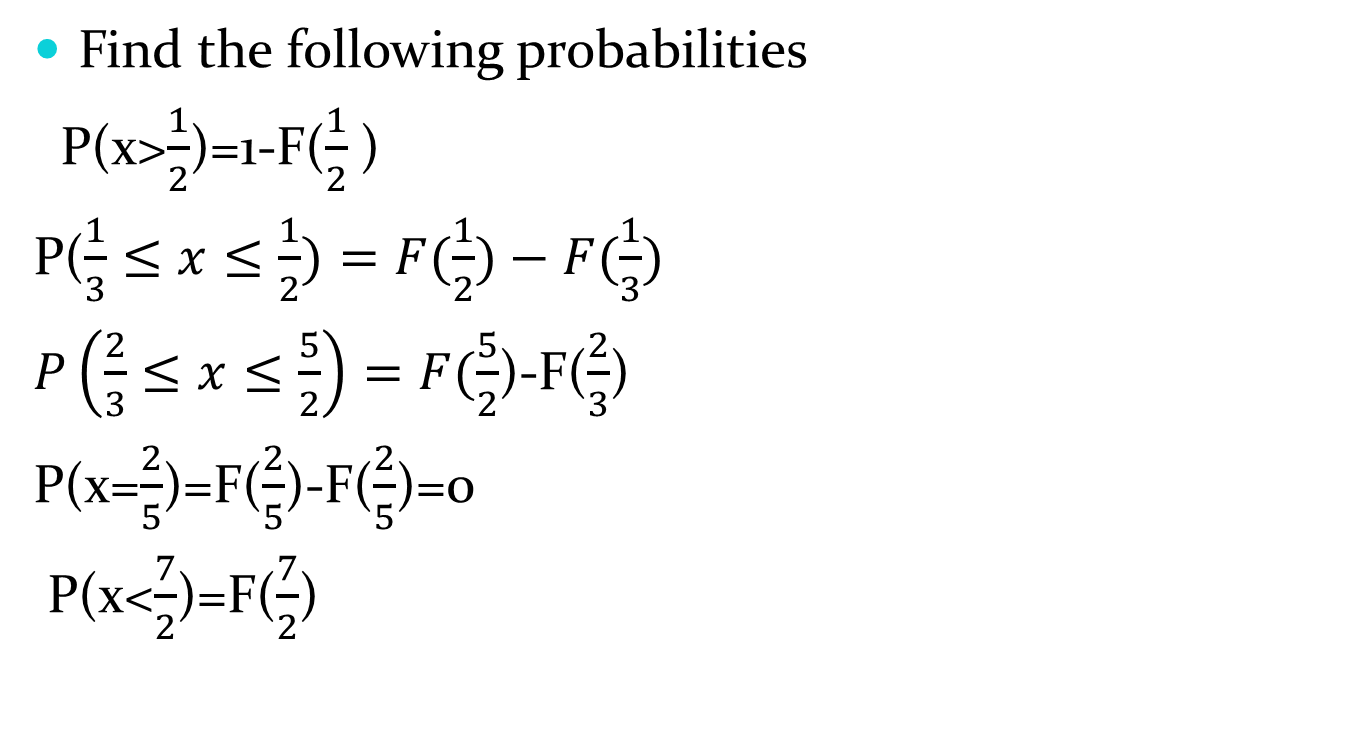 • Find the following probabilities
P(x>1/2)=1-F(1/2 )
P(1/3 ≤ x ≤ 1/2) = F(1/2) − F(1/3)
P(2/3 ≤ x ≤ 5/2) = F(5/2)-F(2/3)
P(x=2/5)=F(2/5)-F(2/5)=0
P(x<7/2)=F(7/2)